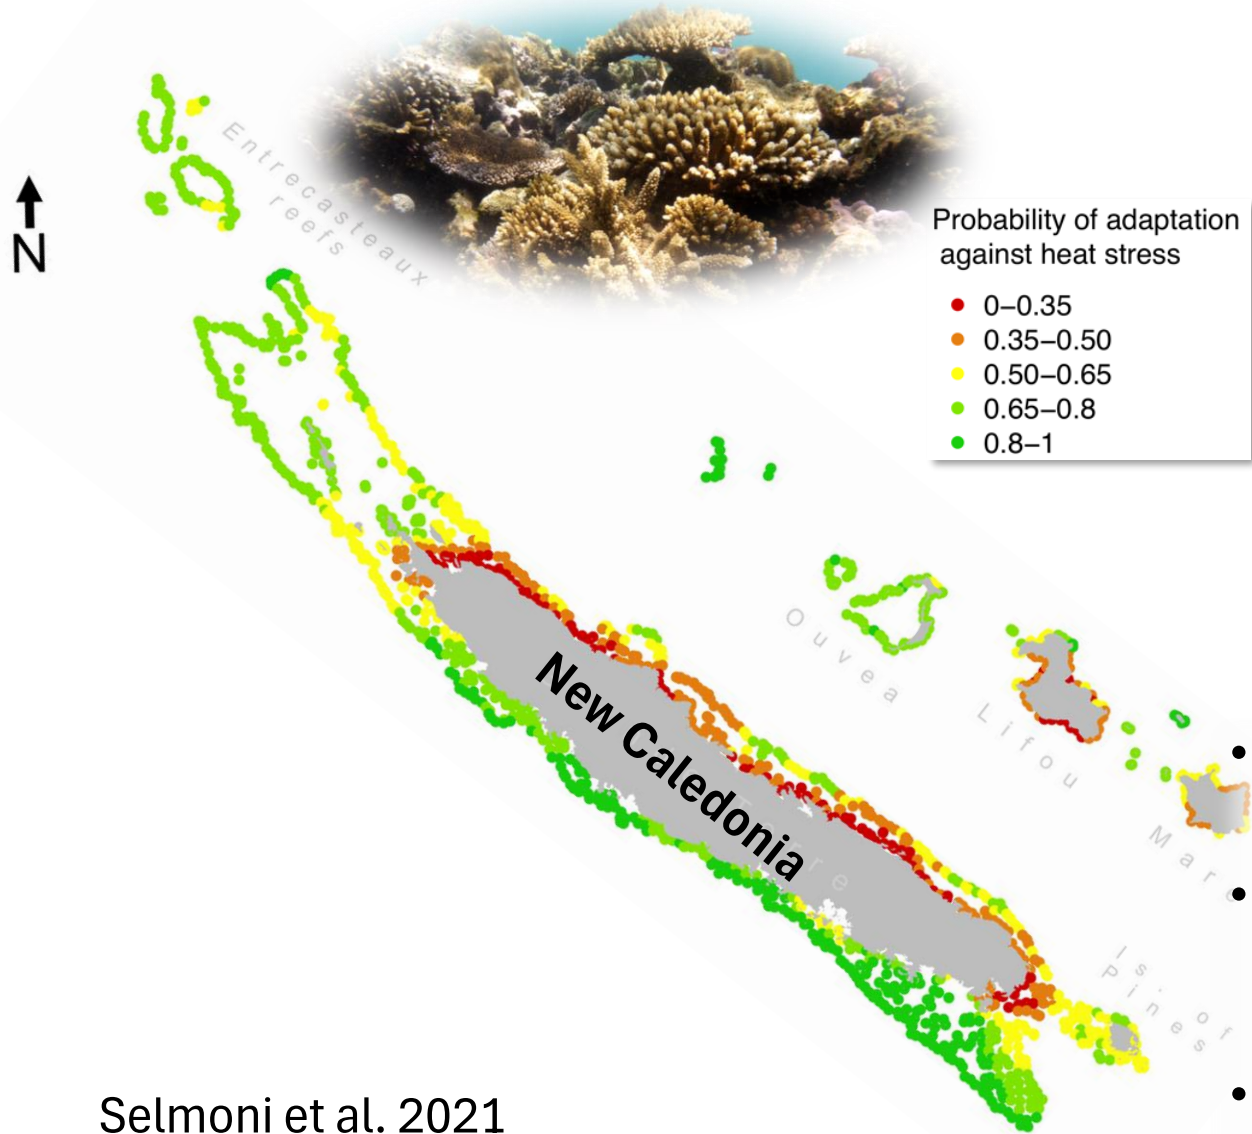 Entrecasteaux
reefs
N
Probability of adaptation
against heat stress
0–0.35
0.35–0.50
0.50–0.65
0.65–0.8
0.8–1
Ouvea
Lifou
New Caledonia
Is. of
Pines
Selmoni et al. 2021